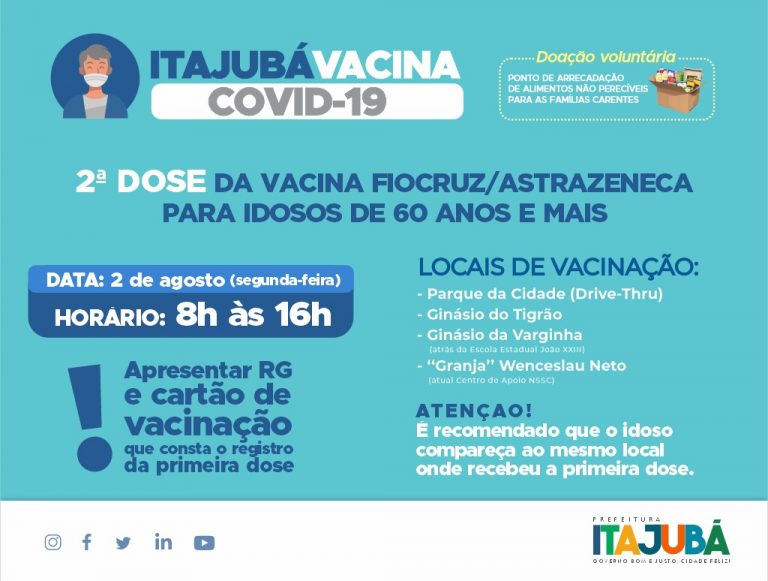 ITAJUBÁVACINA
COVID-19
Doação voluntária
PONTO DE ARRECADAÇÃO
DE ALIMENTOS NÃO PERECÍVEIS
PARA AS FAMÍLIAS CARENTES
2ª DOSE DA VACINA FIOCRUZ/ASTRAZENECA
PARA IDOSOS DE 60 ANOS E MAIS
DATA: 2 de agosto (segunda-feira)
HORÁRIO: 8h às 16h
! Apresentar RG
e cartão de
vacinação
que consta o registro
da primeira dose
LOCAIS DE VACINAÇÃO:
- Parque da Cidade (Drive-Thru)
- Ginásio do Tigrão
- Ginásio da Varginha
(atrás da Escola Estadual João XXIII)
- “Granja” Wenceslau Neto
(atual Centro de Apoio NSSC)
ATENÇAO!
É recomendado que o idoso
compareça ao mesmo local
onde recebeu a primeira dose.
PREFEITURA
ITAJUBÁ
GOVERNO BOM E JUSTO, CIDADE FELIZ!